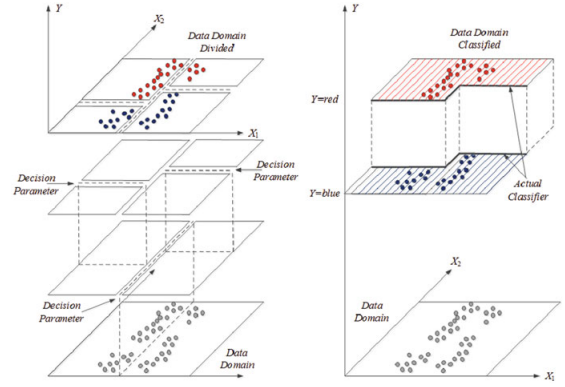 Y
X2
Data Domain
Divided
X1
Decision
Parameter
Decision
Parameter
Decision
Parameter
Data
Domain
Y
Data Domain
Classified
Y=red
Y=blue
Actual
Classifier
X2
Data
Domain
X1